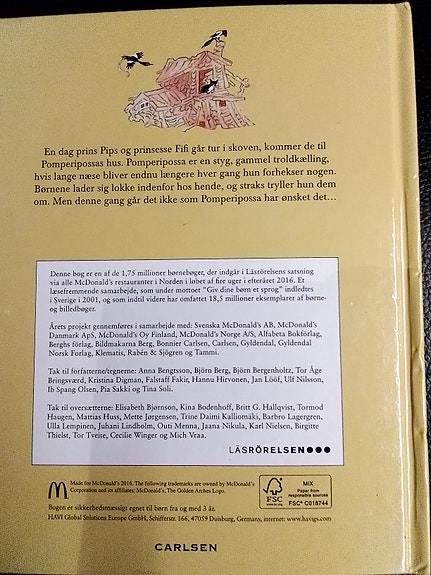 En dag prins Pips og prinsesse Fifi går tur i skoven, kommer de til
Pomperipossas hus. Pomperipossa er en styg, gammel troldkælling,
hvis lange næse bliver endnu længere hver gang hun forhekser nogen.
Børnene lader sig lokke indenfor hos hende, og straks tryller hun dem
om. Men denne gang går det ikke som Pomperipossa har ønsket det...
Denne bog er en af de 1,75 millioner børnebøger, der indgår i Läsrörelsens satsning
via alle McDonald's restauranter i Norden i løbet af fire uger i efteråret 2016. Et
læsefremmende samarbejde, som under mottoet "Giv dine børn et sprog" indledtes
i Sverige i 2001, og som indtil videre har omfattet 18,5 millioner eksemplarer af børne-
og billedbøger.
Årets projekt gennemføres i samarbejde med: Svenska McDonald's AB, McDonald's
Danmark ApS, McDonald's Oy Finland, McDonald's Norge A/S, Alfabeta Bokförlag,
Berghs förlag, Bildmakarna Berg, Bonnier Carlsen, Carlsen, Gyldendal, Gyldendal
Norsk Forlag, Klematis, Rabén & Sjögren og Tammi.
Tak til forfatterne/tegnerne: Anna Bengtsson, Björn Berg, Björn Bergenholtz, Tor Åge
Bringsværd, Kristina Digman, Falstaff Fakir, Hannu Hirvonen, Jan Lööf, Ulf Nilsson,
Ib Spang Olsen, Pia Sakki og Tina Soli.
Tak til oversætterne: Elisabeth Bjørnson, Kina Bodenhoff, Britt G. Hallqvist, Tormod
Haugen, Mattias Huss, Mette Jørgensen, Trine Daimi Kalliomäki, Barbro Lagergren,
Ulla Lempinen, Juhani Lindholm, Outi Menna, Jaana Nikula, Karl Nielsen, Birgitte
Thielst, Tor Tveite, Cecilie Winger og Mich Vraa.
LÄSRÖRELSEN
Made for McDonald's 2016. The following trademarks are owned by McDonald's
Corporation and its affiliates: McDonald's, The Golden Arches Logo.
Bogen er sikkerhedsmæssigt egnet til børn fra og med 3 år.
HAVI Global Solutions Europe GmbH, Schifferstr. 166, 47059 Duisburg, Germany, internet: www.havigs.com
FSC
www.fsc.org
MIX
Paper from
responsible sources
FSC® C018744
CARLSEN